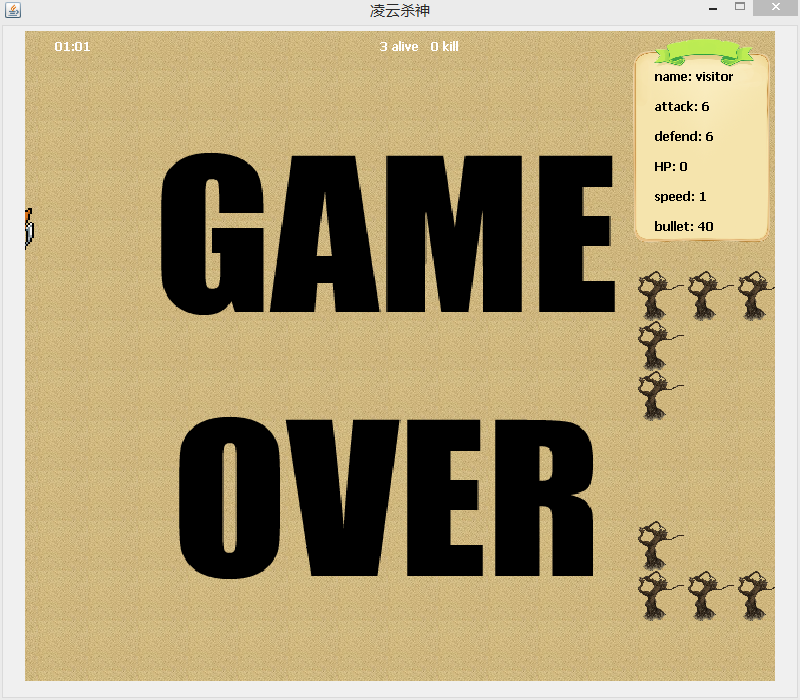 凌云杀神
01:01
3 alive 0 kill
name: visitor
attack: 6
defend: 6
HP: 0
speed: 1
bullet: 40
GAME
OVER